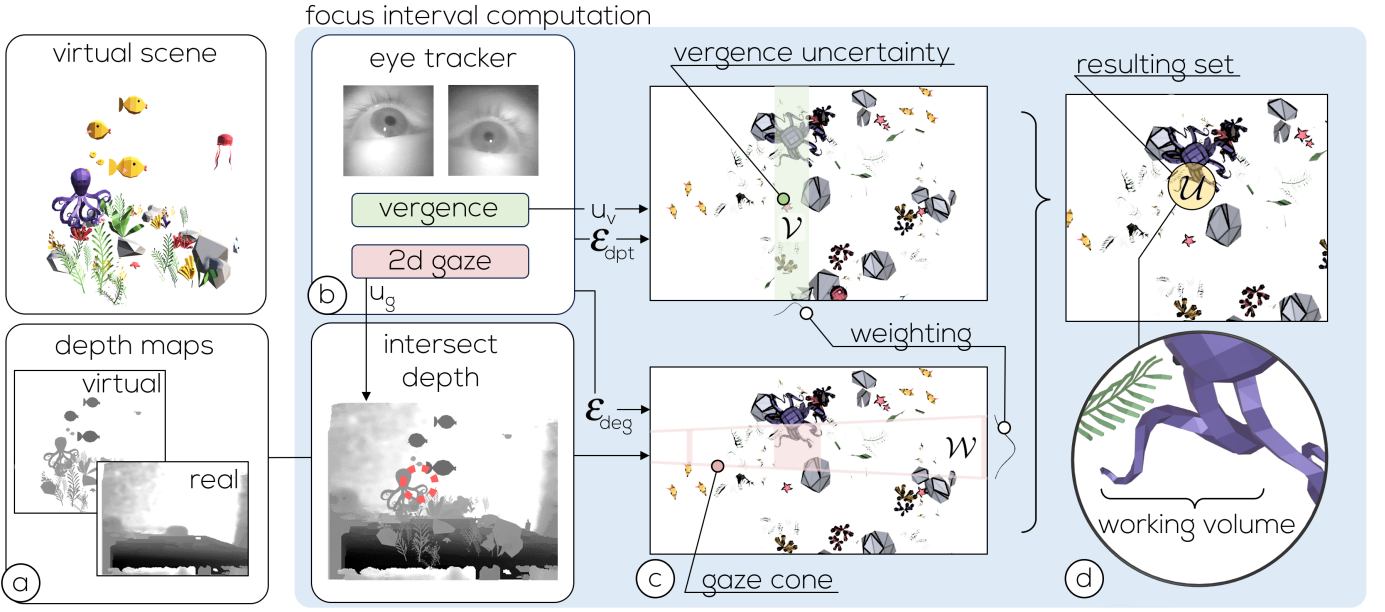 focus interval computation
virtual scene
eye tracker
vergence
2d gaze
b
u_v
ε_dpt
u_g
vergence uncertainty
v
resulting set
u
depth maps
virtual
real
a
intersect
depth
ε_deg
weighting
w
c
gaze cone
working volume
d